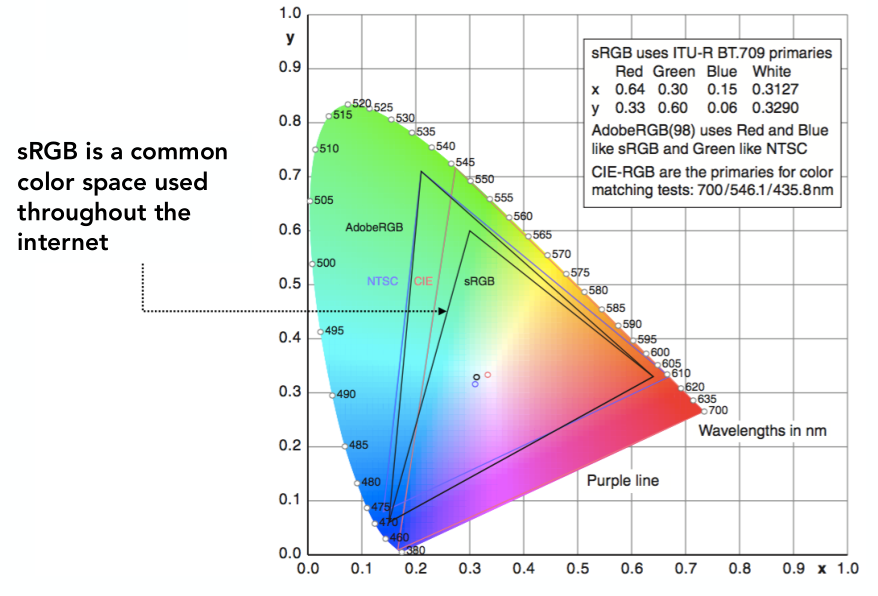 sRGB is a common
color space used
throughout the
internet
1.0
y
0.9
0.8
0.7
0.6
0.5
0.4
0.3
0.2
0.1
0.0
0.0 0.1 0.2 0.3 0.4 0.5 0.6 0.7 0.8 0.9 x 1.0
sRGB uses ITU-R BT.709 primaries
Red Green Blue White
x 0.64 0.30 0.15 0.3127
y 0.33 0.60 0.06 0.3290
AdobeRGB(98) uses Red and Blue
like sRGB and Green like NTSC
CIE-RGB are the primaries for color
matching tests: 700/546.1/435.8nm
520
525
515
530
535
510
540
545
550
505
555
560
565
500
570
575
580
585
495
590
595
600
605
610
490
620
635
700
485
480
475
470
460
380
AdobeRGB
NTSC CIE sRGB
Wavelengths in nm
Purple line